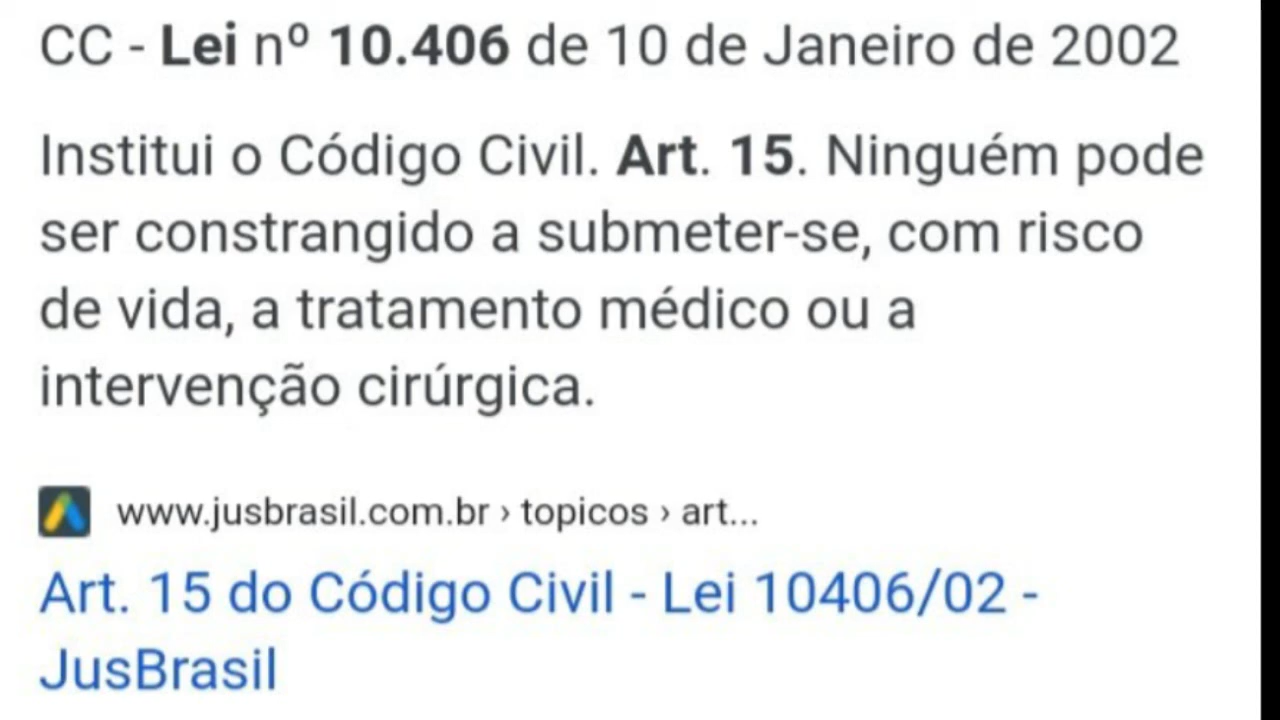 CC - Lei nº 10.406 de 10 de Janeiro de 2002
Institui o Código Civil. Art. 15. Ninguém pode
ser constrangido a submeter-se, com risco
de vida, a tratamento médico ou a
intervenção cirúrgica.
www.jusbrasil.com.br › topicos › art...
Art. 15 do Código Civil - Lei 10406/02 -
JusBrasil